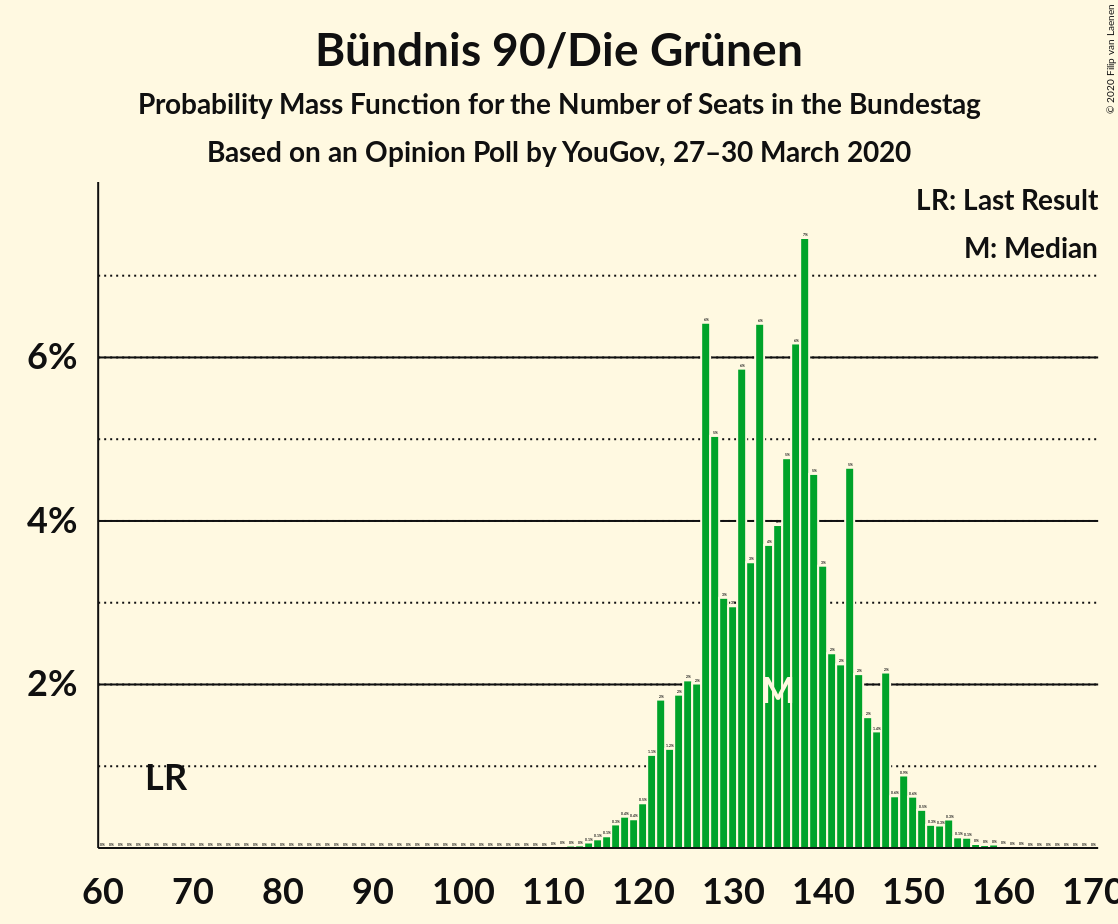 Bündnis 90/Die Grünen
Probability Mass Function for the Number of Seats in the Bundestag
Based on an Opinion Poll by YouGov, 27–30 March 2020
© 2020 Filip van Laenen
LR: Last Result
M: Median
6%
4%
2%
LR
M
60 70 80 90 100 110 120 130 140 150 160 170